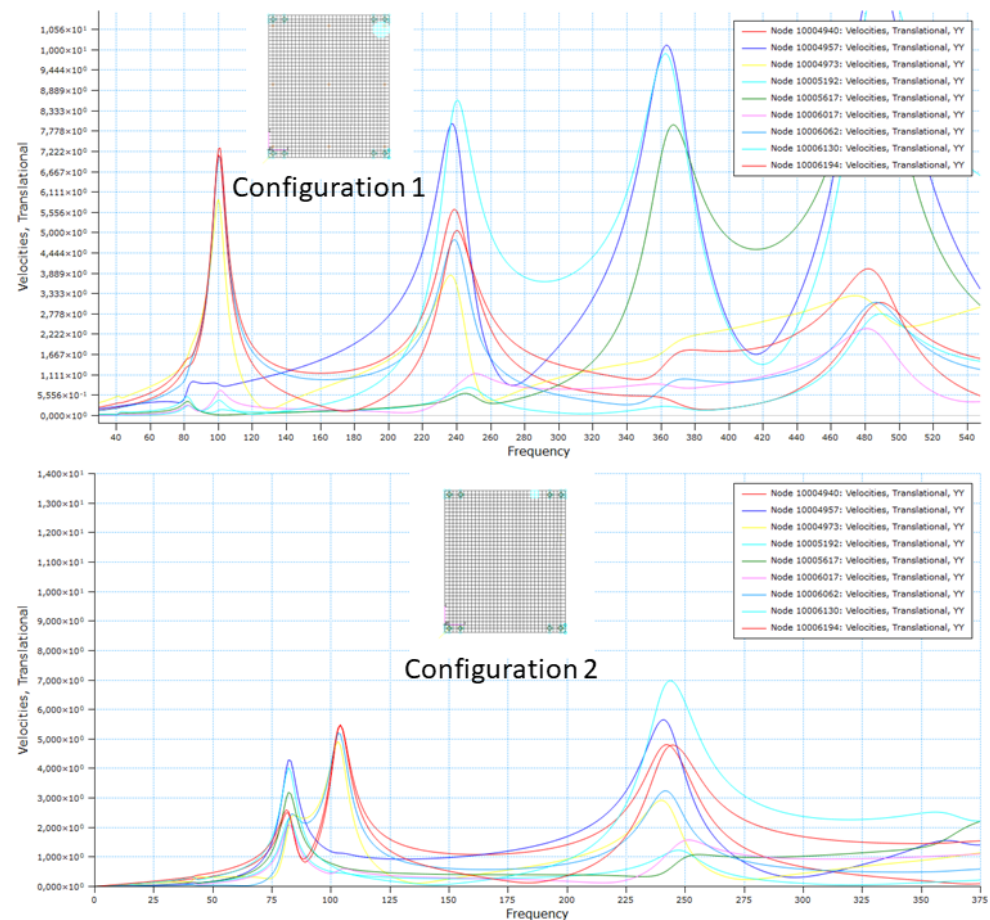 1,056×10¹
1,000×10¹
9,444×10⁰
8,889×10⁰
8,333×10⁰
7,778×10⁰
7,222×10⁰
6,667×10⁰
6,111×10⁰
5,556×10⁰
5,000×10⁰
4,444×10⁰
3,889×10⁰
3,333×10⁰
2,778×10⁰
2,222×10⁰
1,667×10⁰
1,111×10⁰
0,000×10⁰
Velocities, Translational
Configuration 1
Node 10004940: Velocities, Translational, YY
Node 10004957: Velocities, Translational, YY
Node 10004973: Velocities, Translational, YY
Node 10005192: Velocities, Translational, YY
Node 10005617: Velocities, Translational, YY
Node 10006017: Velocities, Translational, YY
Node 10006062: Velocities, Translational, YY
Node 10006130: Velocities, Translational, YY
Node 10006194: Velocities, Translational, YY
40 60 80 100 120 140 160 180 200 220 240 260 280 300 320 340 360 380 400 420 440 460 480 500 520 540
Frequency
1,400×10¹
1,300×10¹
1,200×10¹
1,100×10¹
1,000×10¹
9,000×10⁰
8,000×10⁰
7,000×10⁰
6,000×10⁰
5,000×10⁰
4,000×10⁰
3,000×10⁰
2,000×10⁰
1,000×10⁰
0,000×10⁰
Velocities, Translational
Configuration 2
Node 10004940: Velocities, Translational, YY
Node 10004957: Velocities, Translational, YY
Node 10004973: Velocities, Translational, YY
Node 10005192: Velocities, Translational, YY
Node 10005617: Velocities, Translational, YY
Node 10006017: Velocities, Translational, YY
Node 10006062: Velocities, Translational, YY
Node 10006130: Velocities, Translational, YY
Node 10006194: Velocities, Translational, YY
0 25 50 75 100 125 150 175 200 225 250 275 300 325 350 375
Frequency